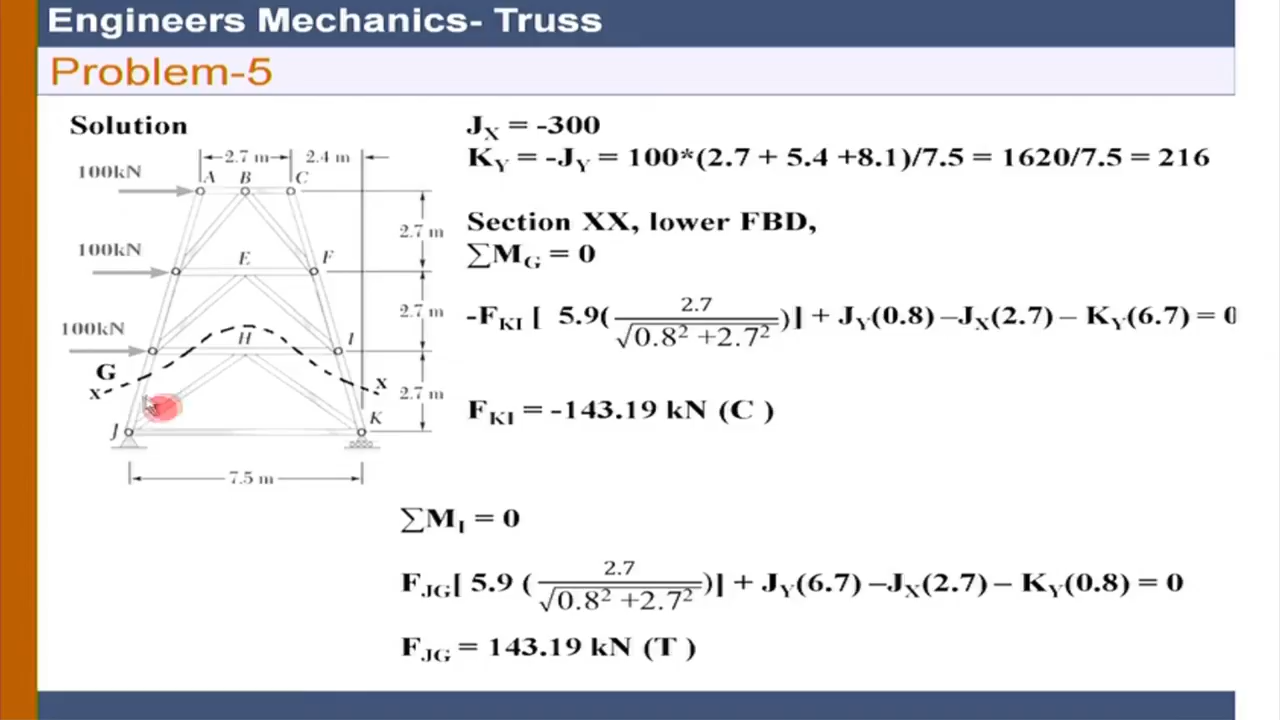 Engineers Mechanics- Truss
Problem-5
Solution
J_X = -300
K_Y = -J_Y = 100*(2.7 + 5.4 +8.1)/7.5 = 1620/7.5 = 216
2.7 m 2.4 m
100kN A B C
Section XX, lower FBD,
2.7 m
100kN E F
∑M_G = 0
2.7 m
-F_KI [ 5.9(2.7/√0.8² +2.7²)] + J_Y(0.8) –J_X(2.7) – K_Y(6.7) = 0
100kN H I
G
x x
2.7 m
F_KI = -143.19 kN (C )
J K
7.5 m
∑M_I = 0
F_JG[ 5.9 (2.7/√0.8² +2.7²)] + J_Y(6.7) –J_X(2.7) – K_Y(0.8) = 0
F_JG = 143.19 kN (T )